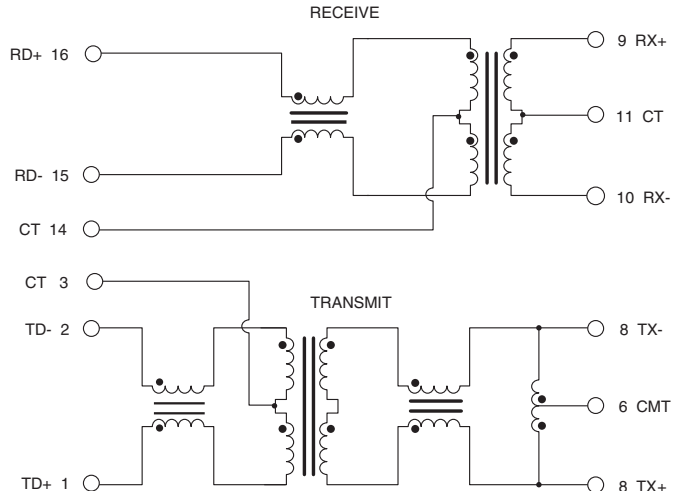 RECEIVE
RD+ 16
9 RX+
11 CT
RD- 15
10 RX-
CT 14
CT 3
TRANSMIT
TD- 2
8 TX-
6 CMT
TD+ 1
8 TX+